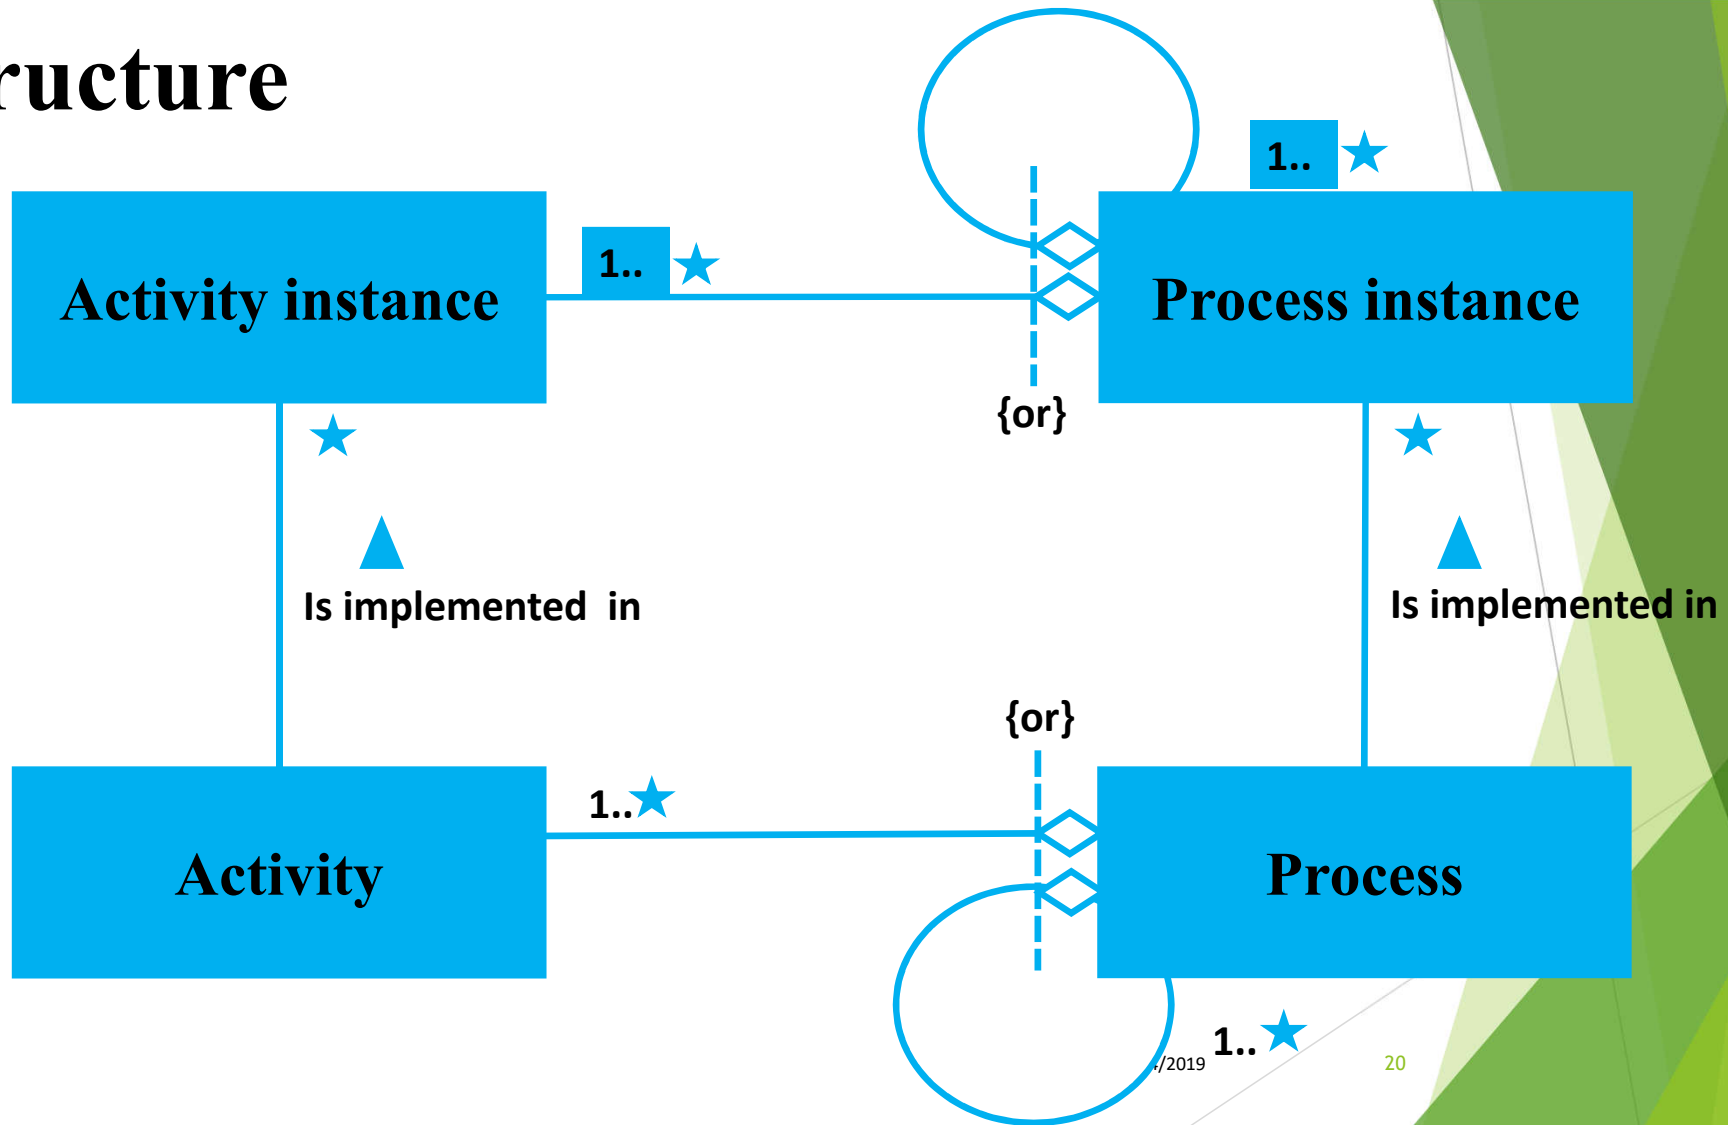 ructure
1..
1..
Activity instance
Process instance
{or}
Is implemented in
Is implemented in
{or}
1..
Activity
Process
1..
/2019
20